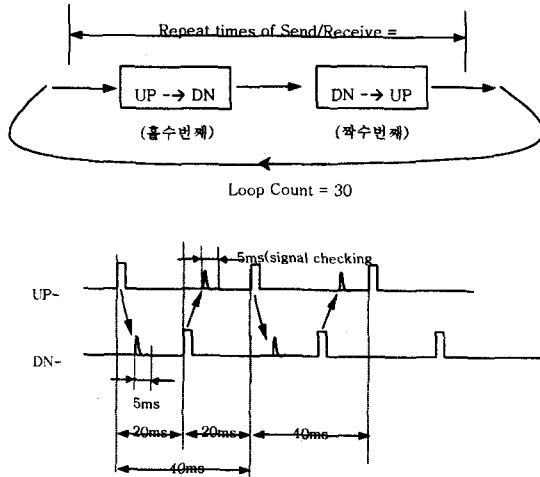 Repeat times of Send/Receive =
UP -→ DN
DN -→ UP
(홀수번째)
(짝수번째)
Loop Count = 30
5ms(signal checking
UP-
DN-
5ms
20ms
20ms
40ms
40ms